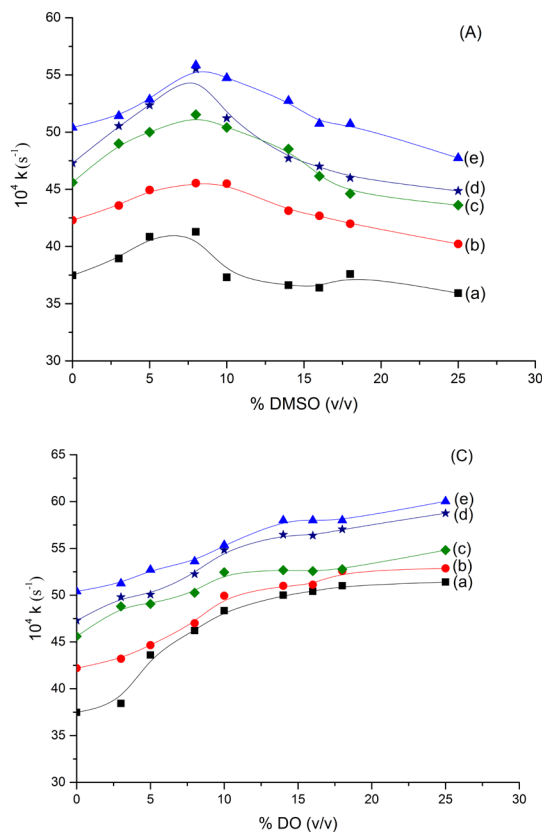 (A)
60
55
50
45
40
35
30
10⁴ k (s⁻¹)
(e)
(d)
(c)
(b)
(a)
0 5 10 15 20 25 30
% DMSO (v/v)
(C)
65
60
55
50
45
40
35
30
10⁴ k (s⁻¹)
(e)
(d)
(c)
(b)
(a)
0 5 10 15 20 25 30
% DO (v/v)